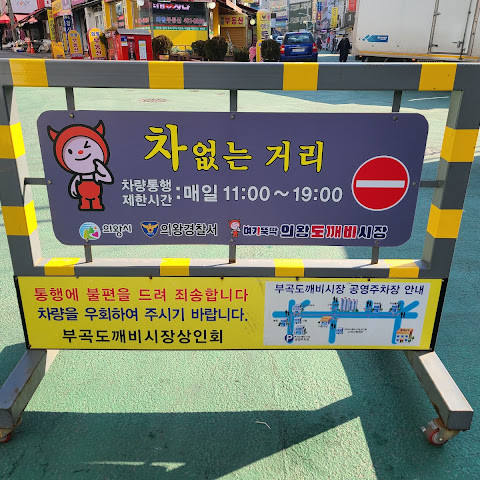 차없는 거리
차량통행
제한시간 : 매일 11:00~19:00
의왕시 의왕경찰서 여기뚝딱 의왕도깨비시장
통행에 불편을 드려 죄송합니다
차량을 우회하여 주시기 바랍니다.
부곡도깨비시장상인회
부곡도깨비시장 공영주차장 안내